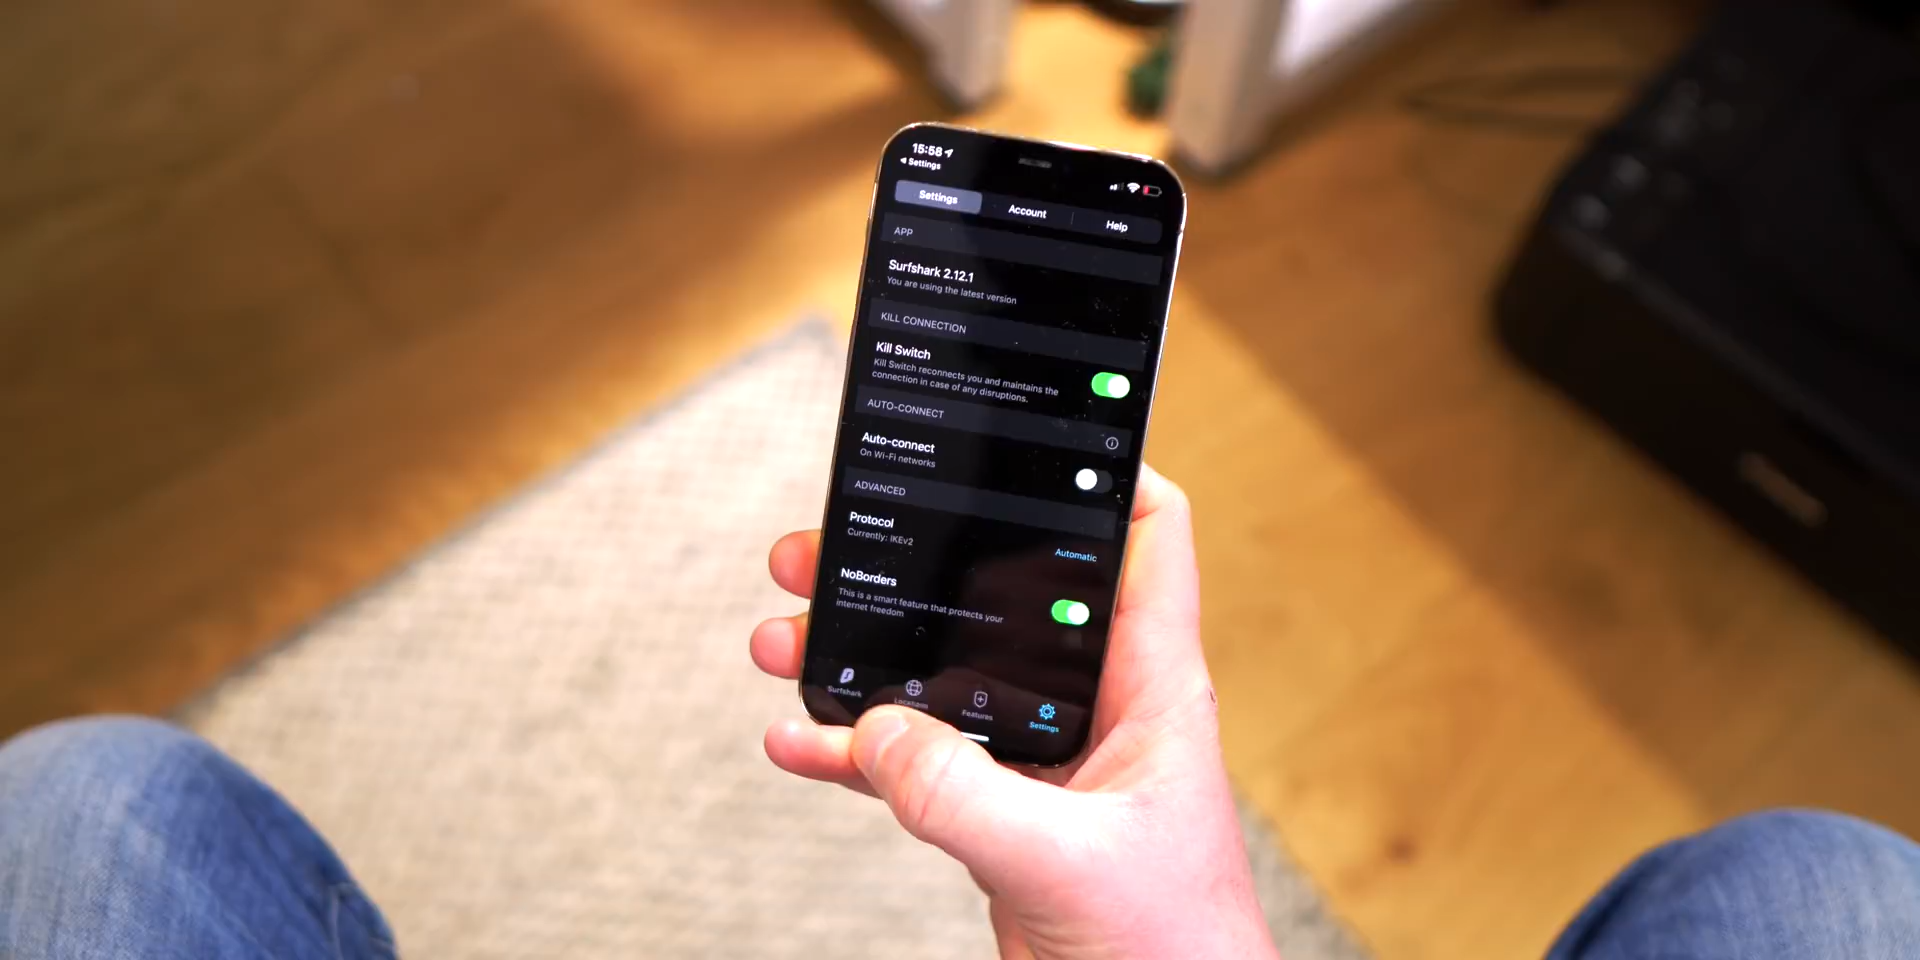 15:58
Settings
Settings
Account
Help
APP
Surfshark 2.12.1
You are using the latest version
KILL CONNECTION
Kill Switch
Kill Switch reconnects you and maintains the
connection in case of any disruptions.
AUTO-CONNECT
Auto-connect
On Wi-Fi networks
ADVANCED
Protocol
Currently: IKEv2
Automatic
NoBorders
This is a smart feature that protects your
internet freedom
Surfshark
Locations
Features
Settings